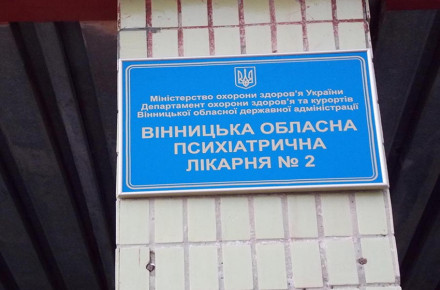 Міністерство охорони здоров'я України
Департамент охорони здоров'я та курортів
Вінницької обласної державної адміністрації
ВІННИЦЬКА ОБЛАСНА
ПСИХІАТРИЧНА
ЛІКАРНЯ № 2